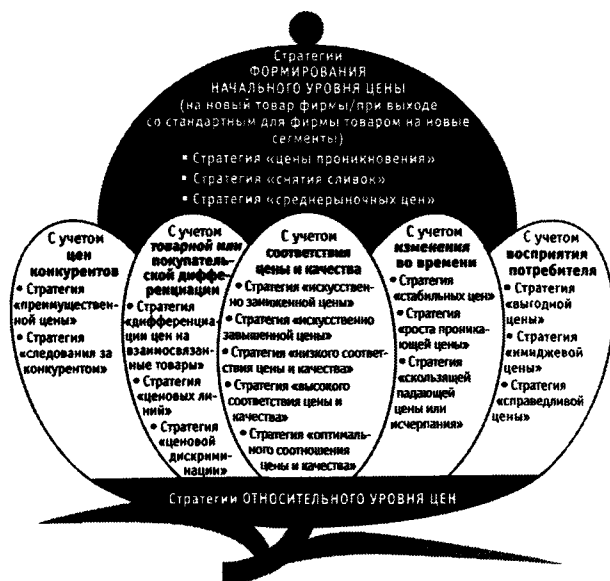 Стратегии
ФОРМИРОВАНИЯ
НАЧАЛЬНОГО УРОВНЯ ЦЕНЫ
(на новый товар фирмы/при выходе
со стандартным для фирмы товаром на новые
сегменты)
▪ Стратегия «цены проникновения»
▪ Стратегия «снятия сливок»
▪ Стратегия «среднерыночных цен»
С учетом
цен
конкурентов
• Стратегия
«преимуществен-
ной цены»
• Стратегия
«следования за
конкурентом»
С учетом
товарной или
покупатель-
ской диффе-
ренциации
• Стратегия
«дифференциа-
ции цен на
взаимосвязан-
ные товары»
• Стратегия
«ценовых ли-
ний»
• Стратегия
«ценовой
дискрими-
нации»
С учетом
соответствия
цены и качества
• Стратегия «искусствен-
но заниженной цены»
• Стратегия «искусственно
завышенной цены»
• Стратегия «низкого соответ-
ствия цены и качества»
• Стратегия «высокого
соответствия цены и
качества»
• Стратегия «оптималь-
ного соотношения
цены и качества»
С учетом
изменения
во времени
• Стратегия
«стабильных цен»
• Стратегия
«роста проника-
ющей цены»
• Стратегия
«скользящей
падающей
цены или
исчерпания»
С учетом
восприятия
потребителя
• Стратегия
«выгодной
цены»
• Стратегия
«имиджевой
цены»
• Стратегия
«справедливой
цены»
Стратегии ОТНОСИТЕЛЬНОГО УРОВНЯ ЦЕН